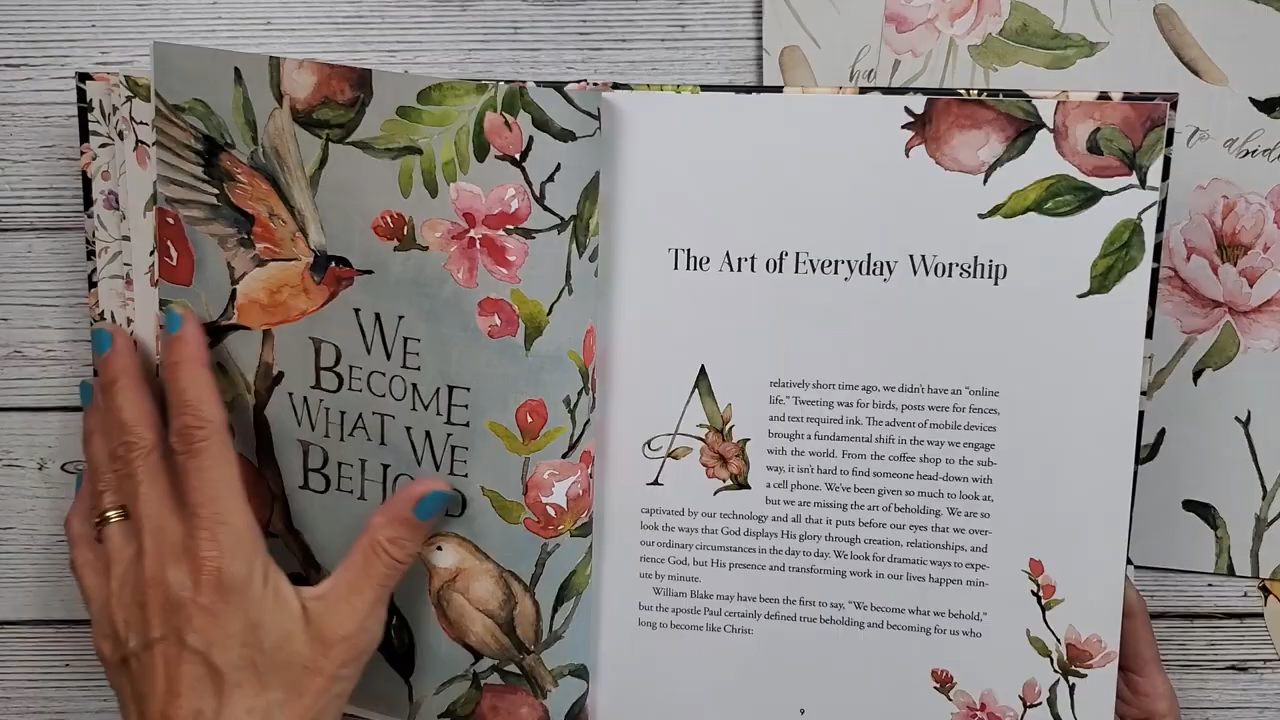 WE
BECOME
WHAT WE
BEHOLD
The Art of Everyday Worship
A relatively short time ago, we didn't have an "online
life." Tweeting was for birds, posts were for fences,
and text required ink. The advent of mobile devices
brought a fundamental shift in the way we engage
with the world. From the coffee shop to the sub-
way, it isn't hard to find someone head-down with
a cell phone. We've been given so much to look at,
but we are missing the art of beholding. We are so
captivated by our technology and all that it puts before our eyes that we over-
look the ways that God displays His glory through creation, relationships, and
our ordinary circumstances in the day to day. We look for dramatic ways to expe-
rience God, but His presence and transforming work in our lives happen min-
ute by minute.
William Blake may have been the first to say, "We become what we behold,"
but the apostle Paul certainly defined true beholding and becoming for us who
long to become like Christ:
9
to abide